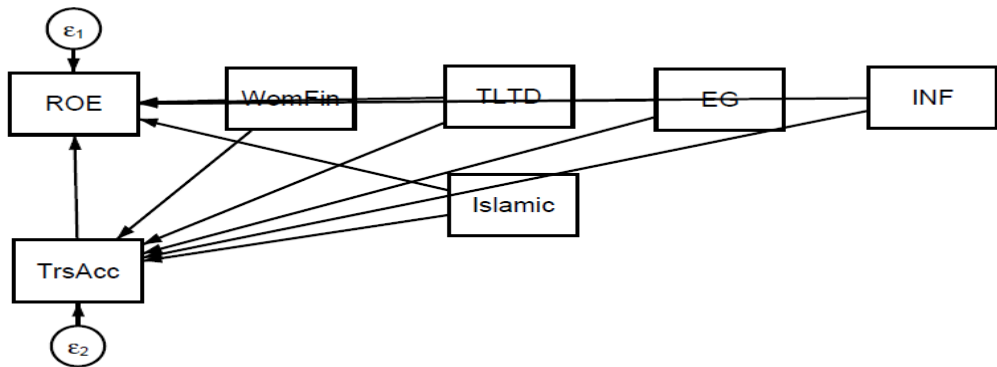 ε1
ROE
WomFin
TLTD
EG
INF
Islamic
TrsAcc
ε2